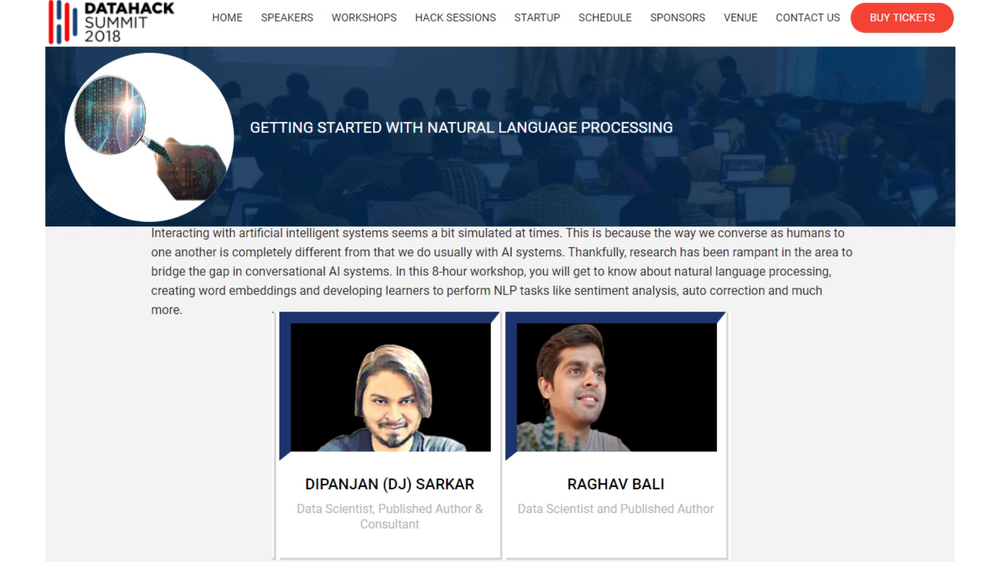 DATAHACK
SUMMIT
2018
HOME SPEAKERS WORKSHOPS HACK SESSIONS STARTUP SCHEDULE SPONSORS VENUE CONTACT US BUY TICKETS
GETTING STARTED WITH NATURAL LANGUAGE PROCESSING
Interacting with artificial intelligent systems seems a bit simulated at times. This is because the way we converse as humans to
one another is completely different from that we do usually with AI systems. Thankfully, research has been rampant in the area to
bridge the gap in conversational AI systems. In this 8-hour workshop, you will get to know about natural language processing,
creating word embeddings and developing learners to perform NLP tasks like sentiment analysis, auto correction and much
more.
DIPANJAN (DJ) SARKAR
Data Scientist, Published Author &
Consultant
RAGHAV BALI
Data Scientist and Published Author